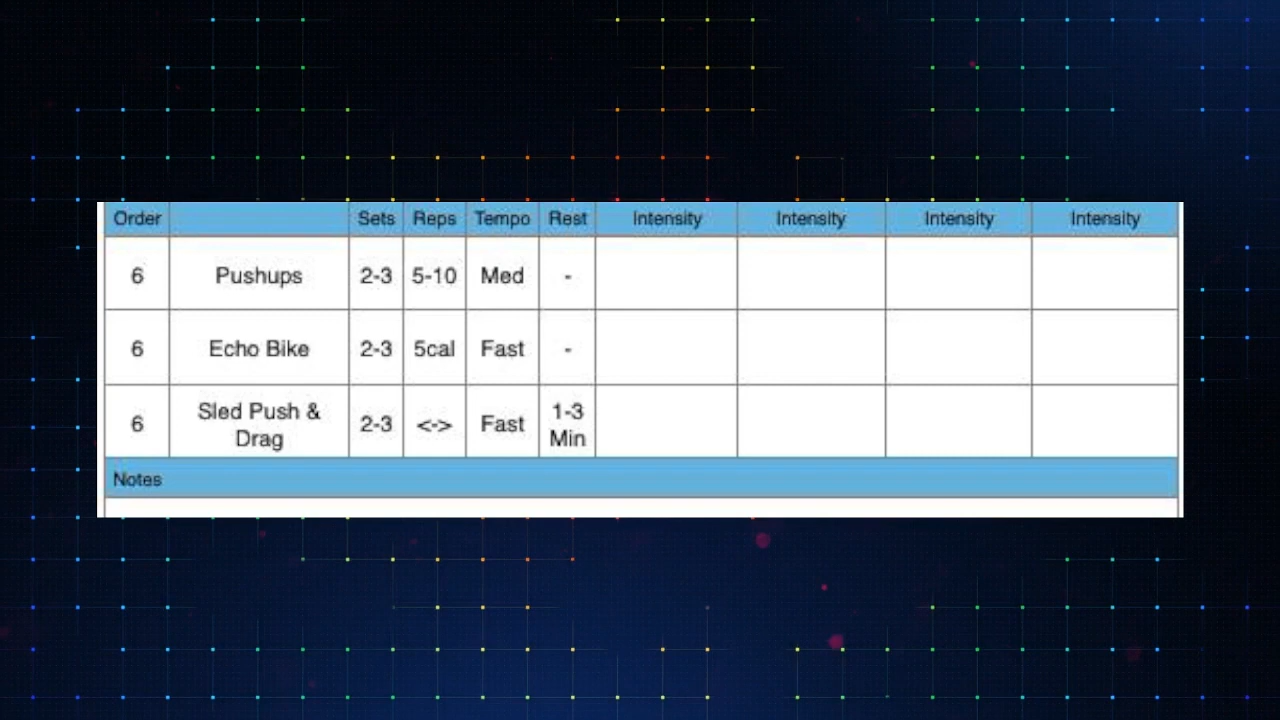 Order Sets Reps Tempo Rest Intensity Intensity Intensity Intensity
6 Pushups 2-3 5-10 Med -
6 Echo Bike 2-3 5cal Fast -
6 Sled Push & Drag 2-3 <-> Fast 1-3 Min
Notes